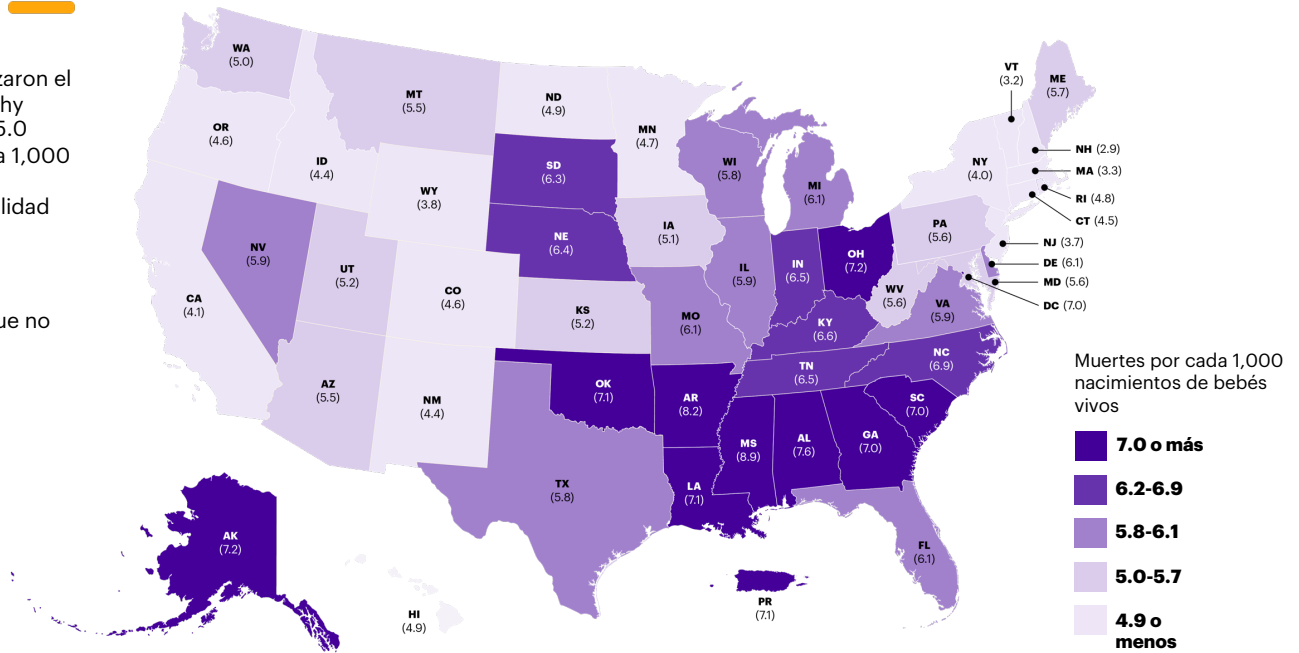 zaron el
hy
5.0
a 1,000
lidad
ue no
WA
(5.0)
OR
(4.6)
CA
(4.1)
NV
(5.9)
ID
(4.4)
MT
(5.5)
WY
(3.8)
UT
(5.2)
AZ
(5.5)
CO
(4.6)
NM
(4.4)
ND
(4.9)
SD
(6.3)
NE
(6.4)
KS
(5.2)
OK
(7.1)
TX
(5.8)
MN
(4.7)
IA
(5.1)
MO
(6.1)
AR
(8.2)
LA
(7.1)
WI
(5.8)
IL
(5.9)
MI
(6.1)
IN
(6.5)
OH
(7.2)
KY
(6.6)
TN
(6.5)
MS
(8.9)
AL
(7.6)
GA
(7.0)
FL
(6.1)
SC
(7.0)
NC
(6.9)
VA
(5.9)
WV
(5.6)
PA
(5.6)
NY
(4.0)
VT
(3.2)
ME
(5.7)
NH (2.9)
MA (3.3)
RI (4.8)
CT (4.5)
NJ (3.7)
DE (6.1)
MD (5.6)
DC (7.0)
AK
(7.2)
HI
(4.9)
PR
(7.1)
Muertes por cada 1,000
nacimientos de bebés
vivos
7.0 o más
6.2-6.9
5.8-6.1
5.0-5.7
4.9 o
menos